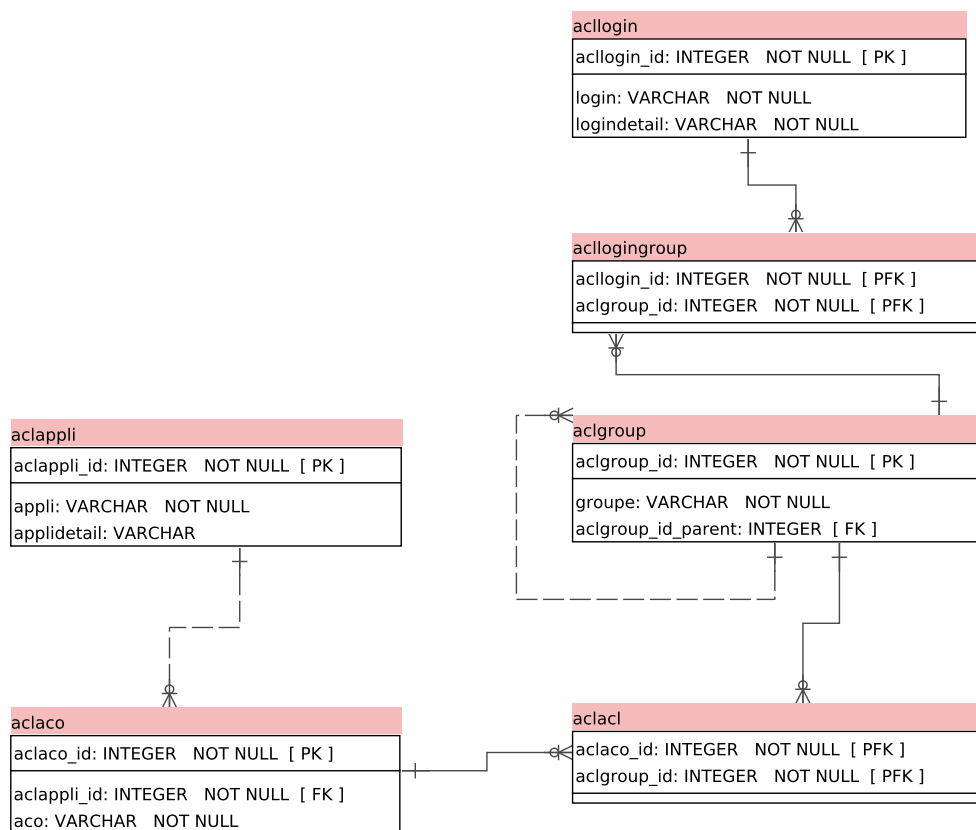 acllogin
acllogin_id: INTEGER NOT NULL [ PK ]
login: VARCHAR NOT NULL
logindetail: VARCHAR NOT NULL
acllogingroup
acllogin_id: INTEGER NOT NULL [ PFK ]
aclgroup_id: INTEGER NOT NULL [ PFK ]
aclgroup
aclgroup_id: INTEGER NOT NULL [ PK ]
groupe: VARCHAR NOT NULL
aclgroup_id_parent: INTEGER [ FK ]
aclappli
aclappli_id: INTEGER NOT NULL [ PK ]
appli: VARCHAR NOT NULL
applidetail: VARCHAR
aclaco
aclaco_id: INTEGER NOT NULL [ PK ]
aclappli_id: INTEGER NOT NULL [ FK ]
aco: VARCHAR NOT NULL
aclacl
aclaco_id: INTEGER NOT NULL [ PFK ]
aclgroup_id: INTEGER NOT NULL [ PFK ]